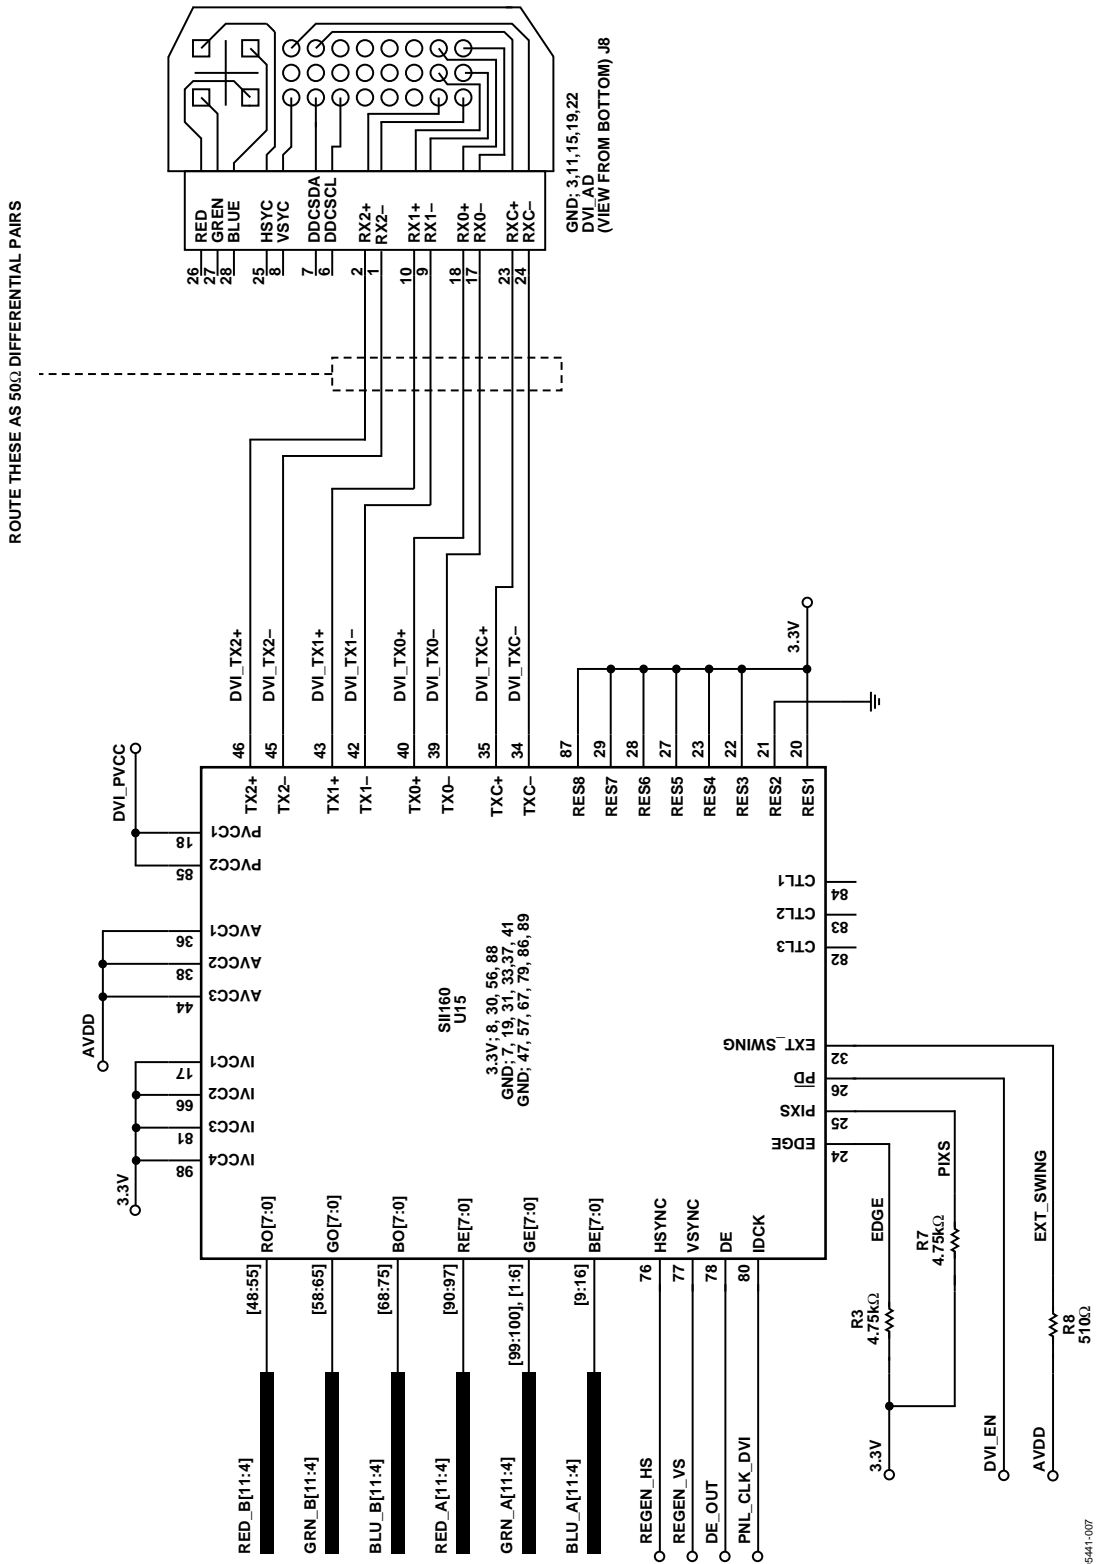 ROUTE THESE AS 50Ω DIFFERENTIAL PAIRS
RED
GREN
BLUE
HSYC
VSYC
DDCSDA
DDCSCL
RX2+
RX2–
RX1+
RX1–
RX0+
RX0–
RXC+
RXC–
26
27
28
25
8
7
6
2
1
10
9
18
17
23
24
GND; 3,11,15,19,22
DVI_AD
(VIEW FROM BOTTOM) J8
DVI_TX2+
DVI_TX2–
DVI_TX1+
DVI_TX1–
DVI_TX0+
DVI_TX0–
DVI_TXC+
DVI_TXC–
46
45
43
42
40
39
35
34
87
29
28
27
23
22
21
20
3.3V
TX2+
TX2–
TX1+
TX1–
TX0+
TX0–
TXC+
TXC–
RES8
RES7
RES6
RES5
RES4
RES3
RES2
RES1
DVI_PVCC
18
PVCC1
85
PVCC2
AVDD
36
AVCC1
38
AVCC2
44
AVCC3
3.3V
17
IVCC1
66
IVCC2
81
IVCC3
98
IVCC4
SII160
U15
3.3V; 8, 30, 56, 88
GND; 7, 19, 31, 33,37, 41
GND; 47, 57, 67, 79, 86, 89
CTL1
84
CTL2
83
CTL3
82
EXT_SWING
32
PD
26
PIXS
25
EDGE
24
RO[7:0]
GO[7:0]
BO[7:0]
RE[7:0]
GE[7:0]
BE[7:0]
HSYNC
VSYNC
DE
IDCK
[48:55]
[58:65]
[68:75]
[90:97]
[99:100], [1:6]
[9:16]
76
77
78
80
RED_B[11:4]
GRN_B[11:4]
BLU_B[11:4]
RED_A[11:4]
GRN_A[11:4]
BLU_A[11:4]
REGEN_HS
REGEN_VS
DE_OUT
PNL_CLK_DVI
EDGE
PIXS
EXT_SWING
R3
4.75kΩ
R7
4.75kΩ
R8
510Ω
3.3V
DVI_EN
AVDD
5441-007